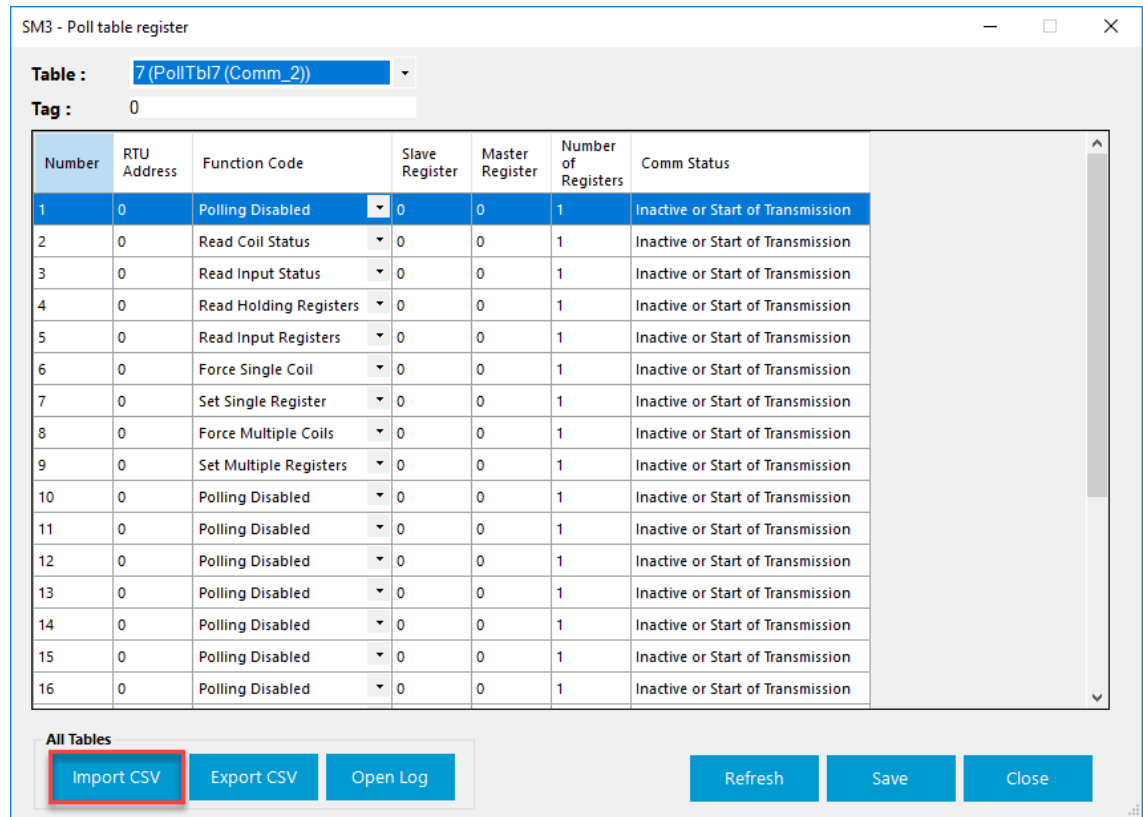 SM3 - Poll table register
Table : 7 (PollTbl7 (Comm_2))
Tag : 0
Number RTU Address Function Code Slave Register Master Register Number of Registers Comm Status
1 0 Polling Disabled 0 0 1 Inactive or Start of Transmission
2 0 Read Coil Status 0 0 1 Inactive or Start of Transmission
3 0 Read Input Status 0 0 1 Inactive or Start of Transmission
4 0 Read Holding Registers 0 0 1 Inactive or Start of Transmission
5 0 Read Input Registers 0 0 1 Inactive or Start of Transmission
6 0 Force Single Coil 0 0 1 Inactive or Start of Transmission
7 0 Set Single Register 0 0 1 Inactive or Start of Transmission
8 0 Force Multiple Coils 0 0 1 Inactive or Start of Transmission
9 0 Set Multiple Registers 0 0 1 Inactive or Start of Transmission
10 0 Polling Disabled 0 0 1 Inactive or Start of Transmission
11 0 Polling Disabled 0 0 1 Inactive or Start of Transmission
12 0 Polling Disabled 0 0 1 Inactive or Start of Transmission
13 0 Polling Disabled 0 0 1 Inactive or Start of Transmission
14 0 Polling Disabled 0 0 1 Inactive or Start of Transmission
15 0 Polling Disabled 0 0 1 Inactive or Start of Transmission
16 0 Polling Disabled 0 0 1 Inactive or Start of Transmission
All Tables
Import CSV Export CSV Open Log Refresh Save Close